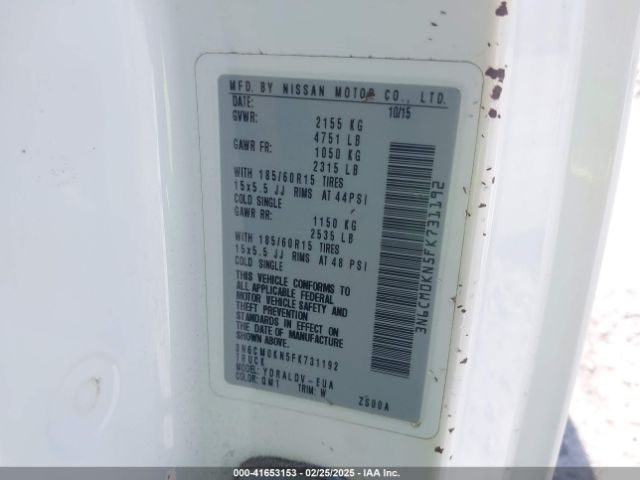 MFD. BY NISSAN MOTOR CO., LTD.
DATE: 10/15
GVWR: 2155 KG
4751 LB
GAWR FR: 1050 KG
2315 LB
WITH 185/60R15 TIRES
15x5.5 JJ RIMS AT 44PSI
COLD SINGLE
GAWR RR: 1150 KG
2535 LB
WITH 185/60R15 TIRES
15x5.5 JJ RIMS AT 48 PSI
COLD SINGLE
THIS VEHICLE CONFORMS TO
ALL APPLICABLE FEDERAL
MOTOR VEHICLE SAFETY AND
THEFT PREVENTION
STANDARDS IN EFFECT ON
THE DATE OF MANUFACTURE
SHOWN ABOVE.
3N6CM0KN5FK731192
TRUCK
MODEL: YDRALDV-EUA
COLOR: QM1 TRIM: W ZS00A
3N6CM0KN5FK731192
000-41653153 - 02/25/2025 - IAA Inc.